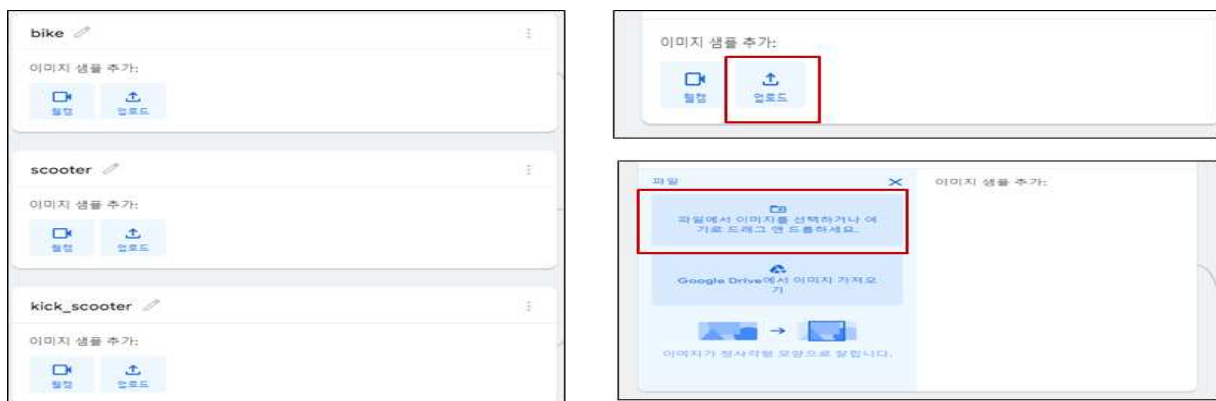 bike
이미지 샘플 추가:
웹캠
업로드
scooter
이미지 샘플 추가:
웹캠
업로드
kick_scooter
이미지 샘플 추가:
웹캠
업로드
이미지 샘플 추가:
웹캠
업로드
파일
이미지 샘플 추가:
파일에서 이미지를 선택하거나 여
기로 드래그 앤 드롭하세요.
Google Drive에서 이미지 가져오
기
이미지가 정사각형 모양으로 잘립니다.